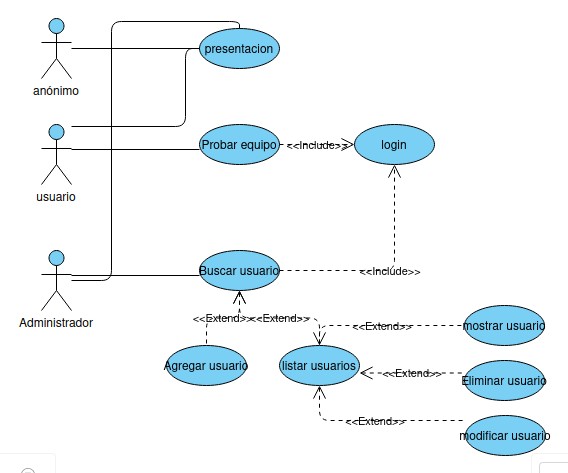 presentacion
anónimo
Probar equipo
<<Include>>
login
usuario
Buscar usuario
<<Include>>
Administrador
<<Extend>>
<<Extend>>
<<Extend>>
mostrar usuario
Agregar usuario
listar usuarios
<<Extend>>
Eliminar usuario
<<Extend>>
modificar usuario